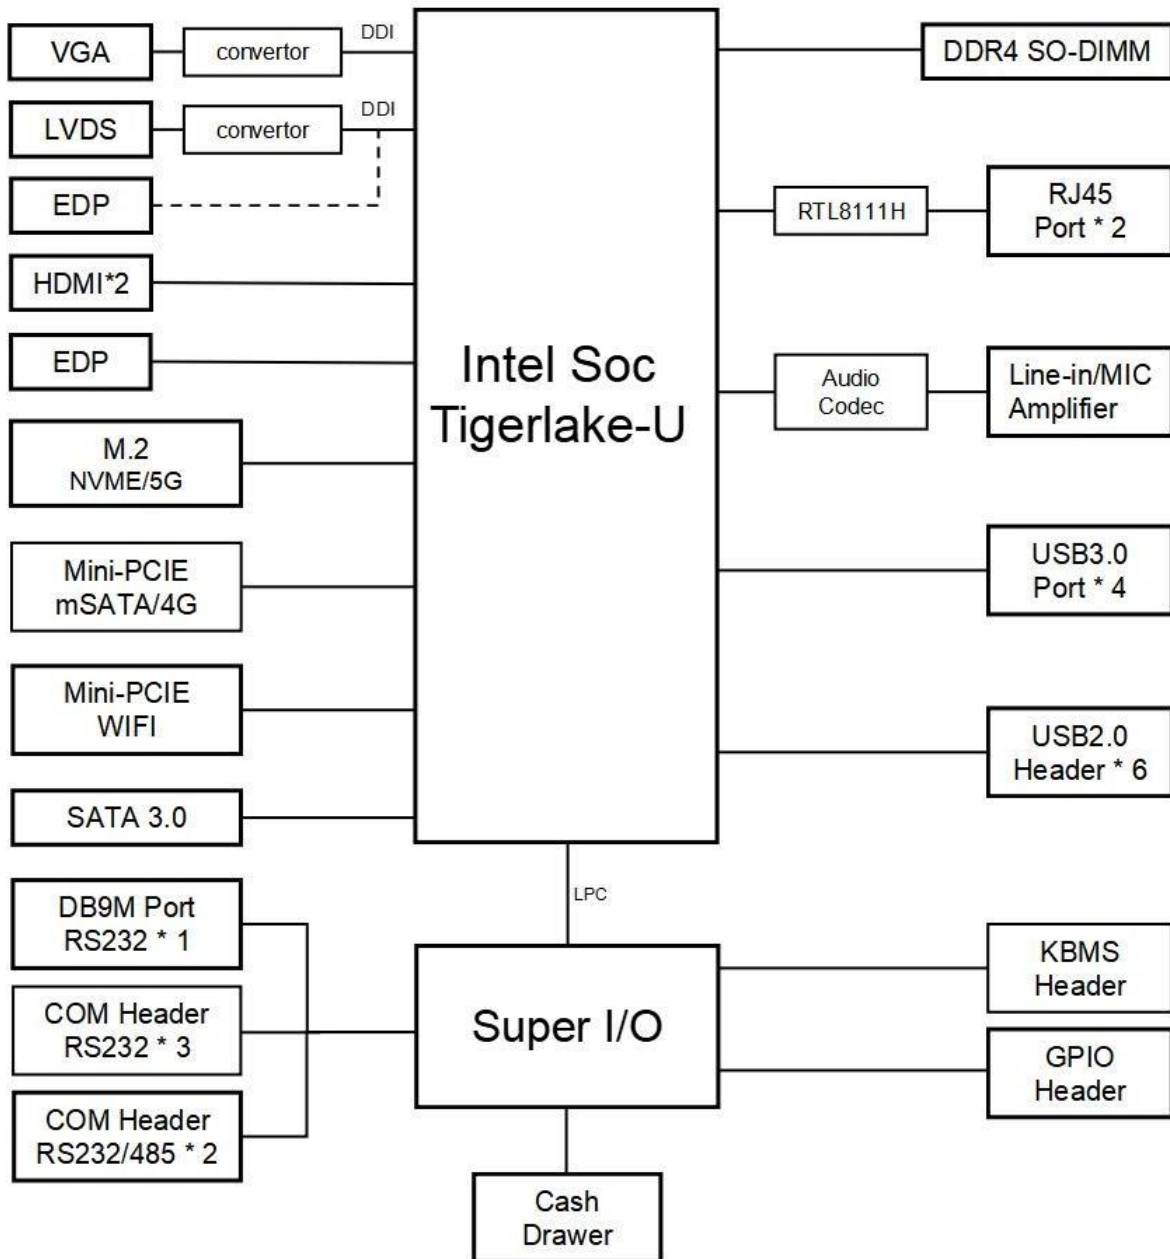 VGA
convertor
DDI
DDR4 SO-DIMM
LVDS
convertor
DDI
EDP
RTL8111H
RJ45
Port * 2
HDMI*2
EDP
Intel Soc
Tigerlake-U
Audio
Codec
Line-in/MIC
Amplifier
M.2
NVME/5G
Mini-PCIE
mSATA/4G
USB3.0
Port * 4
Mini-PCIE
WIFI
USB2.0
Header * 6
SATA 3.0
LPC
DB9M Port
RS232 * 1
KBMS
Header
COM Header
RS232 * 3
Super I/O
GPIO
Header
COM Header
RS232/485 * 2
Cash
Drawer